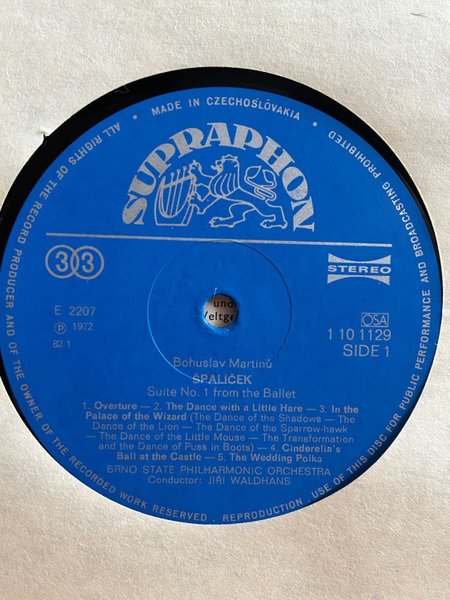 ALL RIGHTS OF THE RECORD PRODUCER AND OF THE OWNER OF THE RECORDED WORK RESERVED . REPRODUCTION . USE OF THIS DISC FOR PUBLIC PERFORMANCE AND BROADCASTING PROHIBITED
• MADE IN CZECHOSLOVAKIA •
SUPRAPHON
33
STEREO
E 2207
Ⓟ 1972
82 1
und
Veltge
OSA
1 10 1129
SIDE 1
Bohuslav Martinů
ŠPALÍČEK
Suite No. 1 from the Ballet
1. Overture — 2. The Dance with a Little Hare — 3. In the
Palace of the Wizard (The Dance of the Shadows — The
Dance of the Lion — The Dance of the Sparrow-hawk
— The Dance of the Little Mouse — The Transformation
and the Dance of Puss in Boots) — 4. Cinderelia's
Ball at the Castle — 5. The Wedding Polka
BRNO STATE PHILHARMONIC ORCHESTRA
Conductor: JIŘÍ WALDHANS